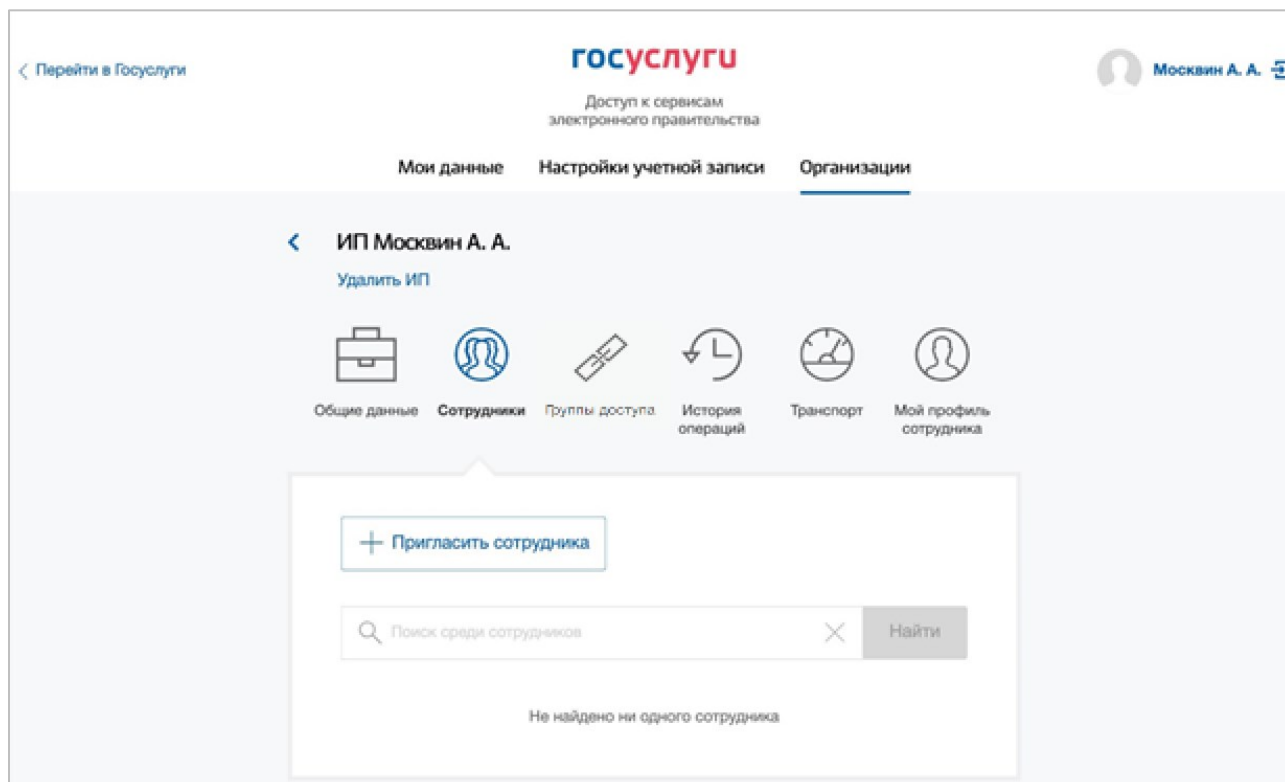 Перейти в Госуслуги
госуслуги
Москвин А. А.
Доступ к сервисам
электронного правительства
Мои данные
Настройки учетной записи
Организации
ИП Москвин А. А.
Удалить ИП
Общие данные
Сотрудники
Группы доступа
История
операций
Транспорт
Мой профиль
сотрудника
Пригласить сотрудника
Поиск среди сотрудников
Найти
Не найдено ни одного сотрудника